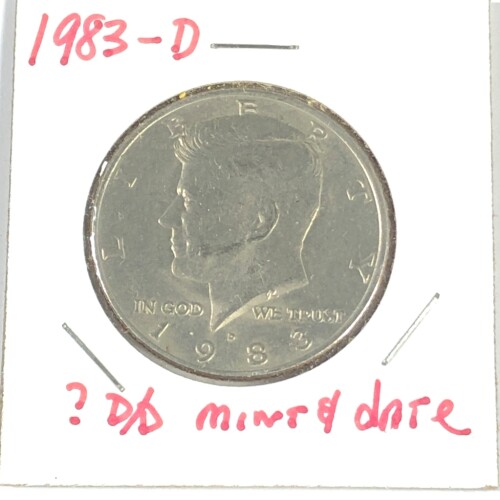 1983-D
LIBERTY
IN GOD WE TRUST
D
1983
? D/D MINT & DATE